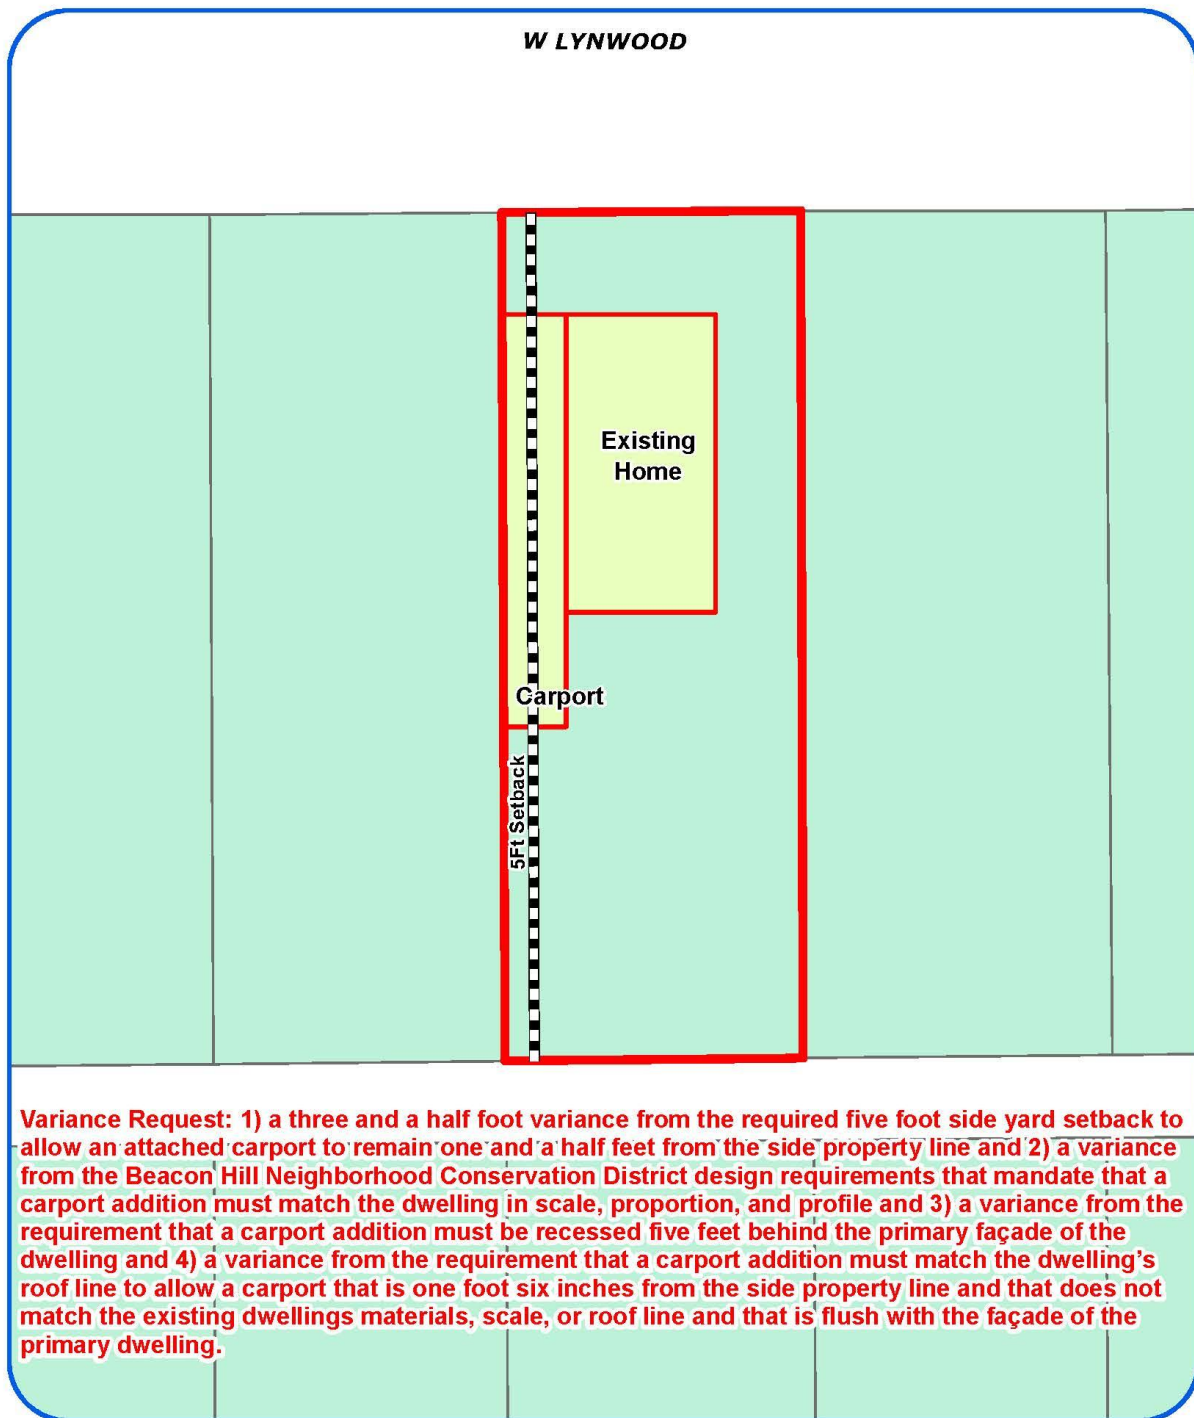 W LYNWOOD
Existing
Home
Carport
5Ft Setback
Variance Request: 1) a three and a half foot variance from the required five foot side yard setback to
allow an attached carport to remain one and a half feet from the side property line and 2) a variance
from the Beacon Hill Neighborhood Conservation District design requirements that mandate that a
carport addition must match the dwelling in scale, proportion, and profile and 3) a variance from the
requirement that a carport addition must be recessed five feet behind the primary façade of the
dwelling and 4) a variance from the requirement that a carport addition must match the dwelling’s
roof line to allow a carport that is one foot six inches from the side property line and that does not
match the existing dwellings materials, scale, or roof line and that is flush with the façade of the
primary dwelling.